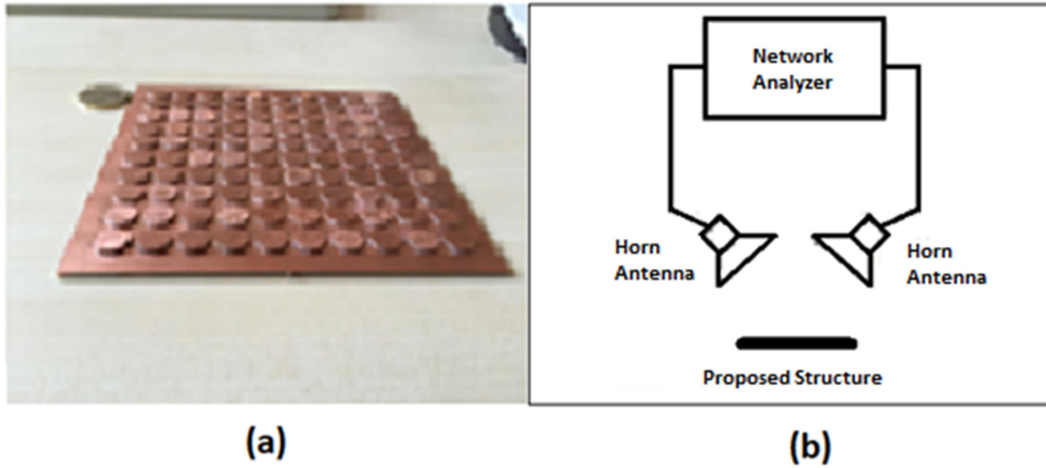 Network
Analyzer
Horn
Antenna
Horn
Antenna
Proposed Structure
(a)
(b)